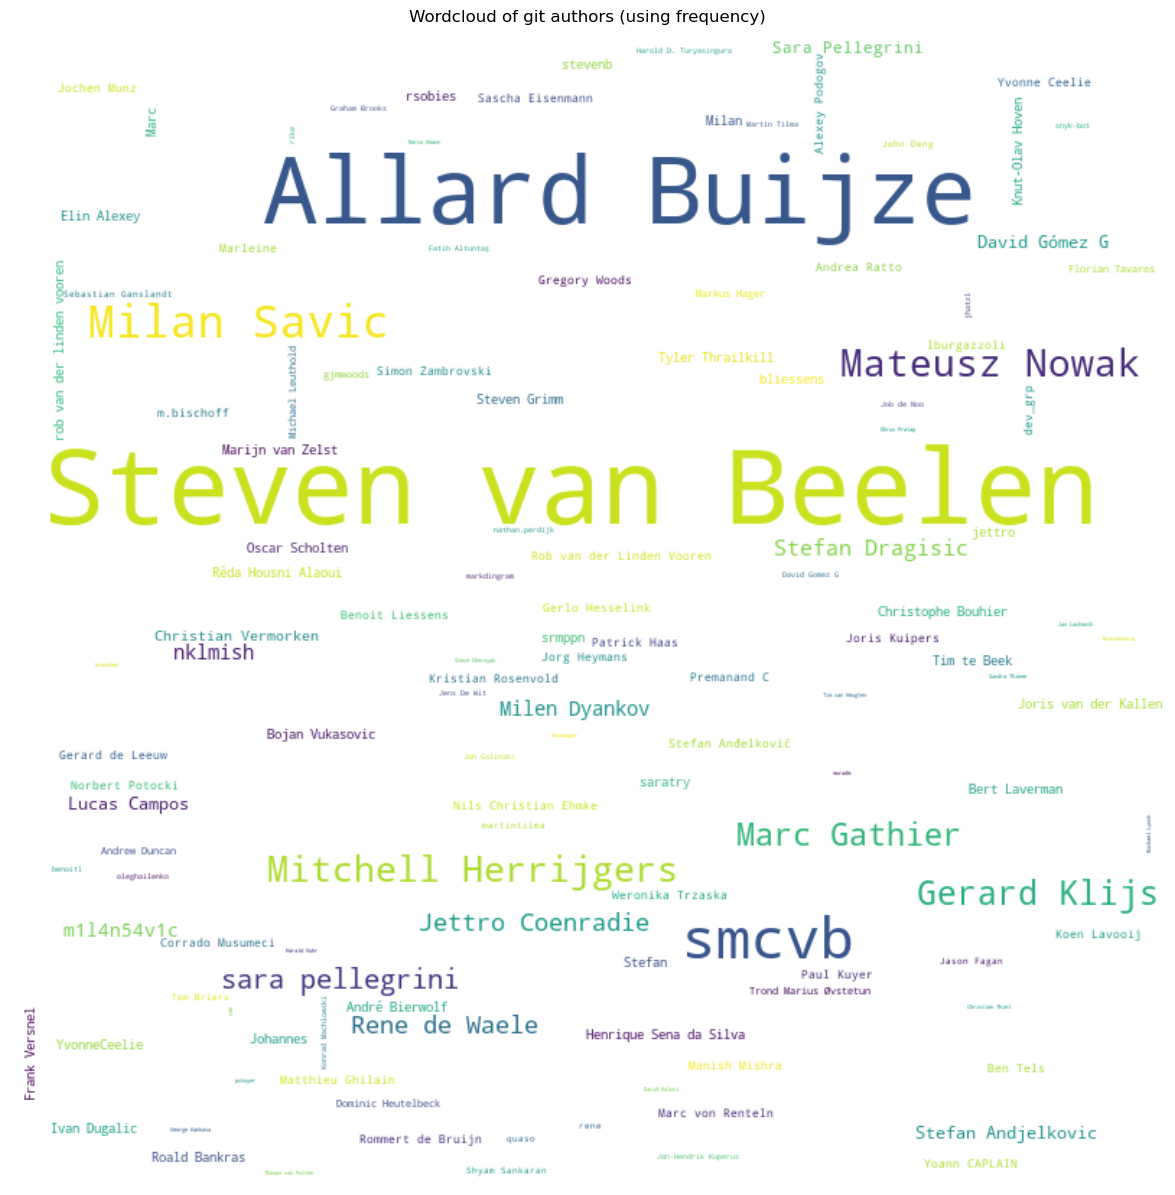 Wordcloud of git authors (using frequency)
Harold D. Turyasingura
Sara Pellegrini
stevenb
Alexey Podogov
Yvonne Ceelie
Jochen Munz
rsobies
Sascha Eisenmann
Graham Brooks
Marc
Milan
Martin Tilma
Knut-Olav Hoven
snyk-bot
rike
John Deng
Allard Buijze
Elin Alexey
David Gómez G
Marleine
Fatih Altuntaş
Andrea Ratto
Florian Tavares
rob van der linden vooren
Sebastian Ganslandt
Gregory Woods
Markus Hager
jhatzl
Milan Savic
lburgazzoli
Michael Leuthold
gjmwoods
Simon Zambrovski
Tyler Thrailkill
Mateusz Nowak
bliessens
m.bischoff
Steven Grimm
Job de Noo
dev_grp
Dhruv Pratap
Marijn van Zelst
Steven van Beelen
nathan.perdijk
jettro
Oscar Scholten
Rob van der Linden Vooren
Stefan Dragisic
Réda Housni Alaoui
markdingram
David Gomez G
Benoit Liessens
Gerlo Hesselink
Christophe Bouhier
Christian Vermorken
srmppn
Patrick Haas
Joris Kuipers
nklmish
Jorg Heymans
Tim te Beek
Steve Chernyak
Kristian Rosenvold
Premanand C
Jens De Wit
Joris van der Kallen
Milen Dyankov
Bojan Vukasovic
Stefan Anđelković
Gerard de Leeuw
Jan Galinski
Norbert Potocki
saratry
Bert Laverman
Lucas Campos
Nils Christian Ehmke
martintilma
Marc Gathier
Michael Lynch
Andrew Duncan
benoitl
oleghailenko
Mitchell Herrijgers
Weronika Trzaska
Gerard Klijs
m1l4n54v1c
Jettro Coenradie
smcvb
Koen Lavooij
Corrado Musumeci
Stefan
Jason Fagan
sara pellegrini
Paul Kuyer
Trond Marius Øvstetun
Tom Briers
Konrad Wachlowski
André Bierwolf
Frank Versnel
Rene de Waele
YvonneCeelie
Johannes
Henrique Sena da Silva
Manish Mishra
Ben Tels
Matthieu Ghilain
pckuyer
Dominic Heutelbeck
Marc von Renteln
Ivan Dugalic
rene
Rommert de Bruijn
quaso
Stefan Andjelkovic
Roald Bankras
Jan-Hendrik Kuperus
Shyam Sankaran
Yoann CAPLAIN